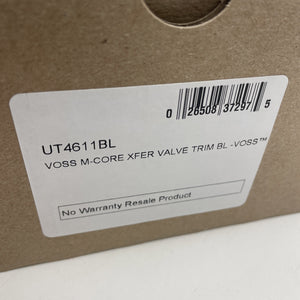 0 26508 37297 5
UT4611BL
VOSS M-CORE XFER VALVE TRIM BL -VOSS™
No Warranty Resale Product